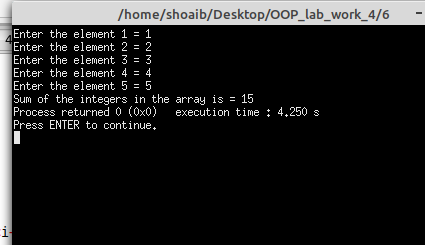 /home/shoaib/Desktop/OOP_lab_work_4/6
4
Enter the element 1 = 1
Enter the element 2 = 2
Enter the element 3 = 3
Enter the element 4 = 4
Enter the element 5 = 5
Sum of the integers in the array is = 15
Process returned 0 (0x0)   execution time : 4.250 s
Press ENTER to continue.